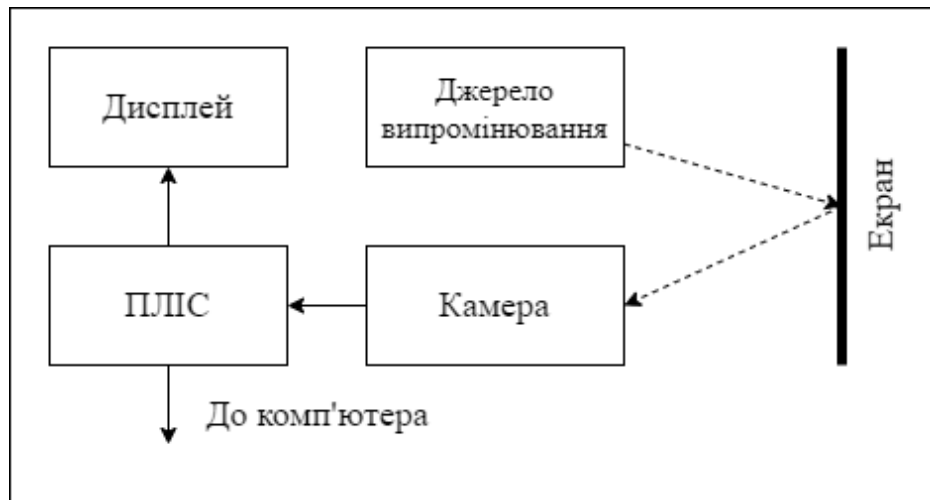 Дисплей
Джерело
випромінювання
Екран
ПЛІС
Камера
До комп'ютера